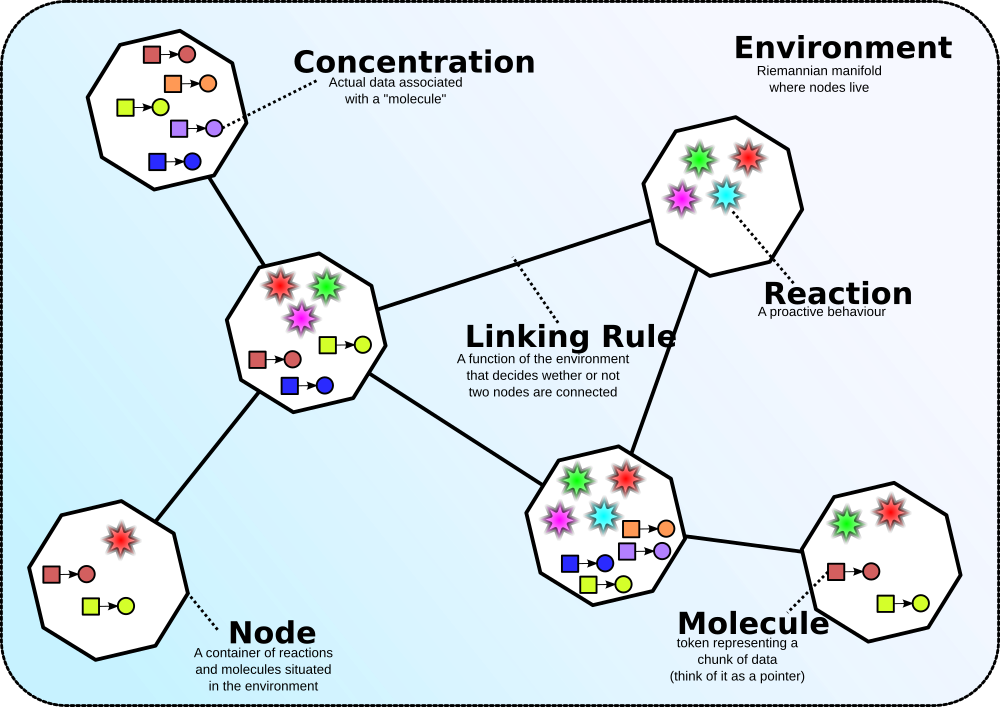 Concentration
Actual data associated
with a "molecule"
Environment
Riemannian manifold
where nodes live
Reaction
A proactive behaviour
Linking Rule
A function of the environment
that decides wether or not
two nodes are connected
Node
A container of reactions
and molecules situated
in the environment
Molecule
token representing a
chunk of data
(think of it as a pointer)